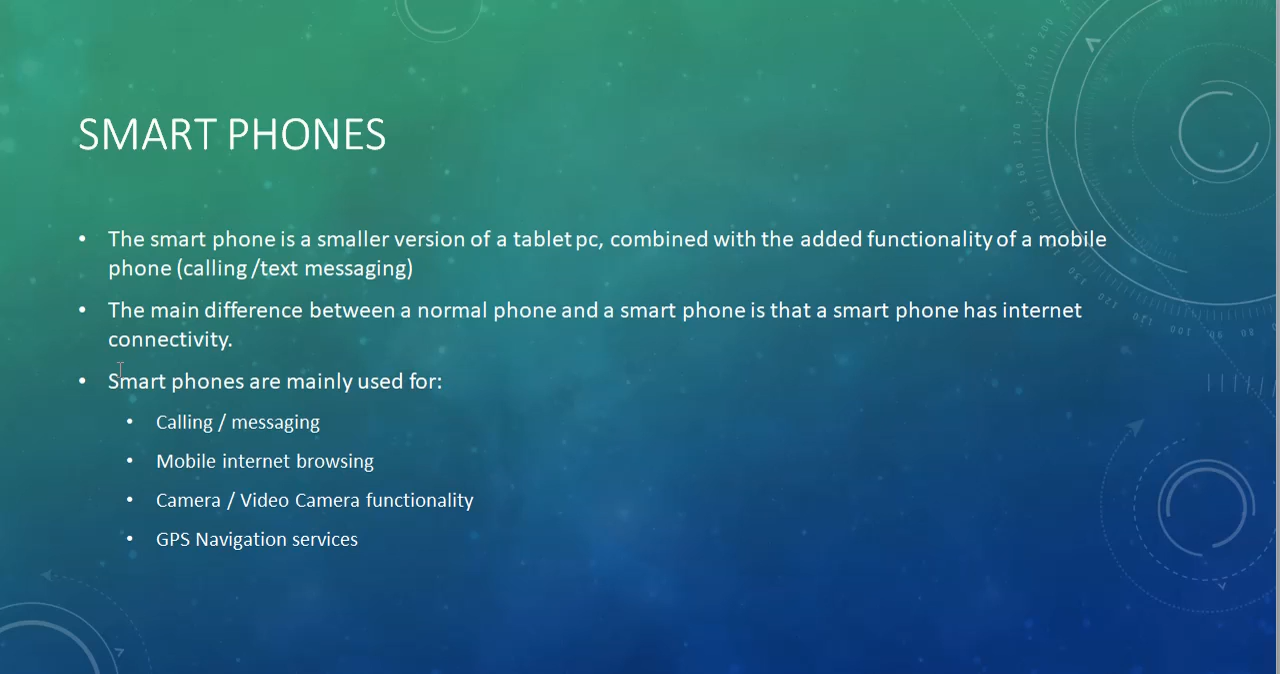 SMART PHONES
• The smart phone is a smaller version of a tablet pc, combined with the added functionality of a mobile
phone (calling /text messaging)
• The main difference between a normal phone and a smart phone is that a smart phone has internet
connectivity.
• Smart phones are mainly used for:
• Calling / messaging
• Mobile internet browsing
• Camera / Video Camera functionality
• GPS Navigation services